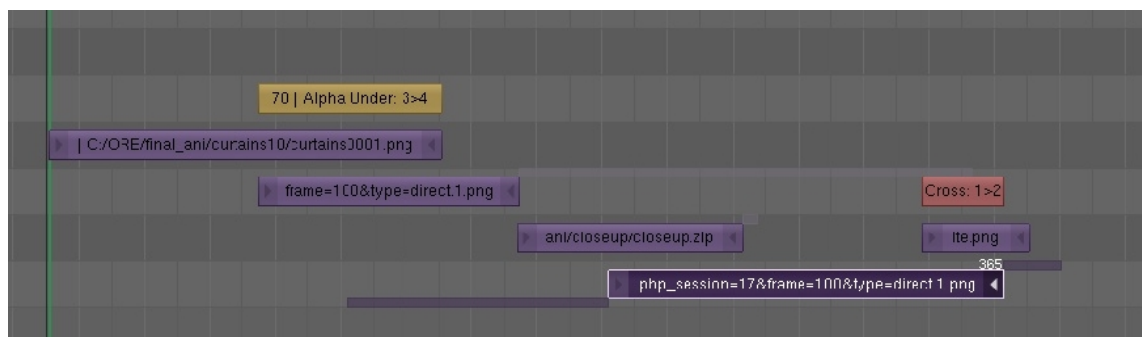 70 | Alpha Under: 3>4
| C:/ORE/final_ani/curtains10/curtains0001.png
frame=100&type=direct.1.png
Cross: 1>2
ani/closeup/closeup.zip
ite.png
365
php_session=17&frame=100&type=direct.1.png